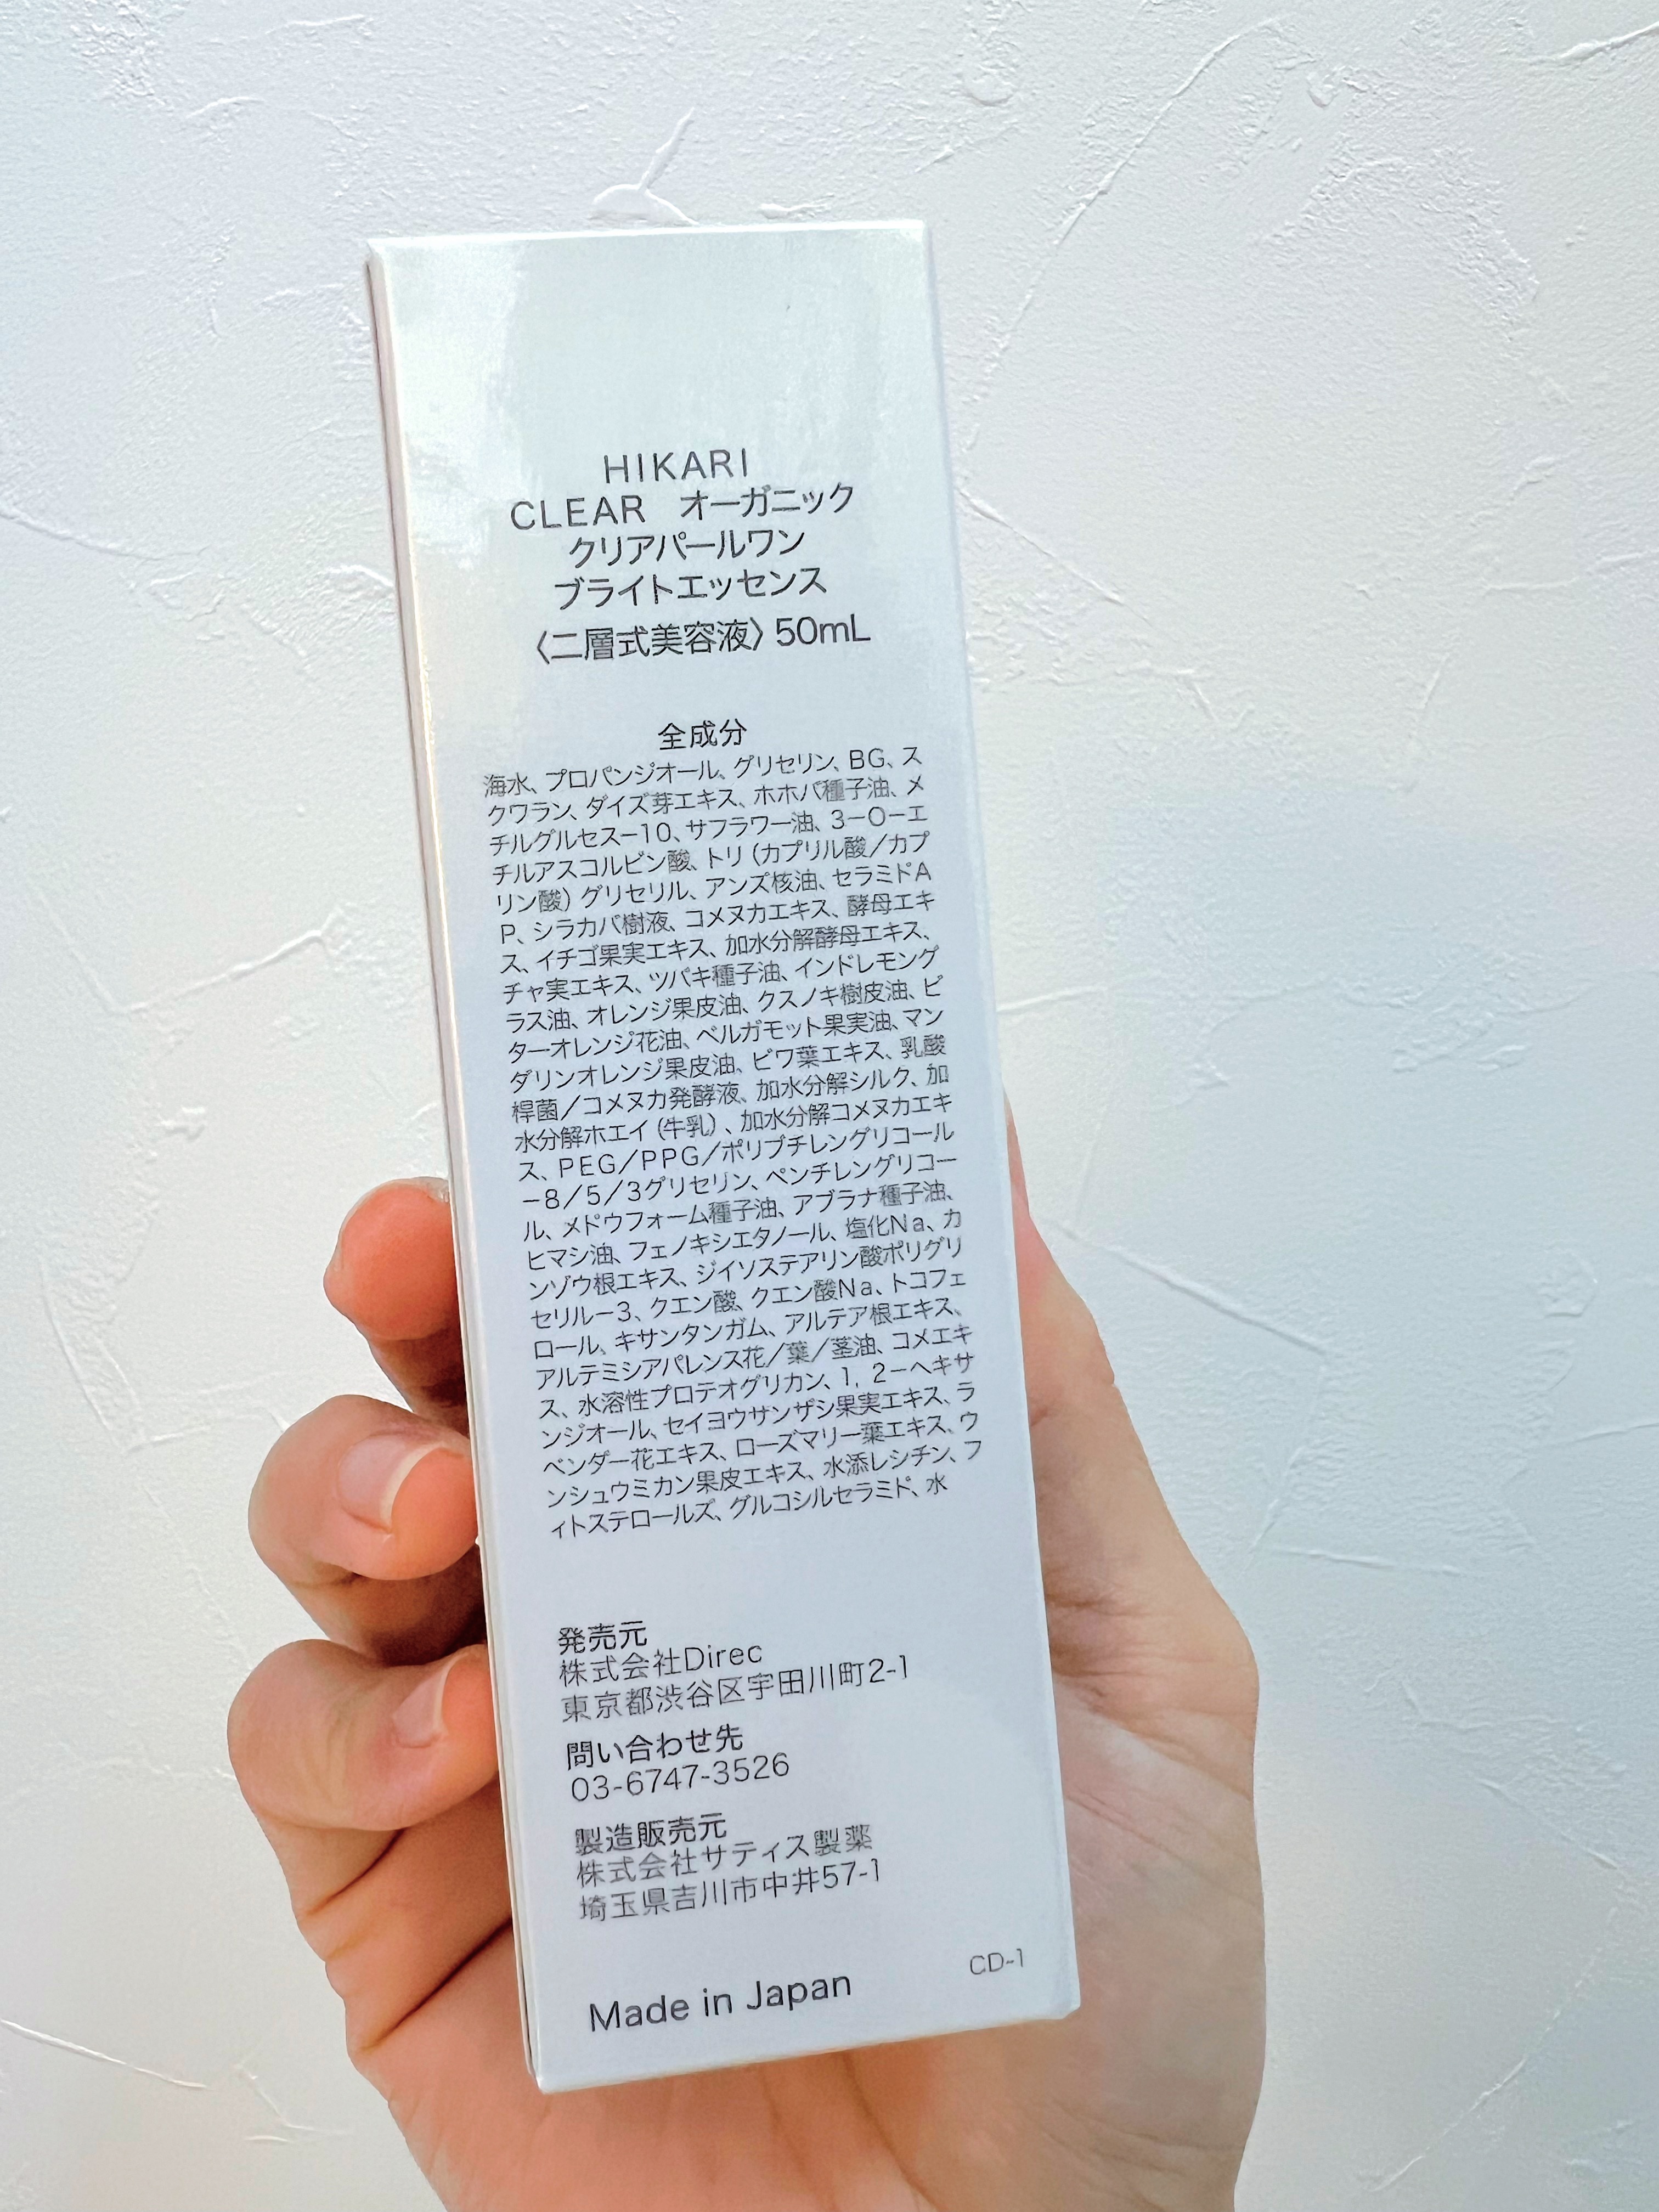 HIKARI
CLEAR オーガニック
クリアパールワン
ブライトエッセンス
〈二層式美容液〉50mL
全成分
海水、プロパンジオール、グリセリン、BG、ス
クワラン、ダイズ芽エキス、ホホバ種子油、メ
チルグルセス－10、サフラワー油、3－O－エ
チルアスコルビン酸、トリ（カプリル酸／カプ
リン酸）グリセリル、アンズ核油、セラミドA
P、シラカバ樹液、コメヌカエキス、酵母エキ
ス、イチゴ果実エキス、加水分解酵母エキス、
チャ実エキス、ツバキ種子油、インドレモング
ラス油、オレンジ果皮油、クスノキ樹皮油、ビ
ターオレンジ花油、ベルガモット果実油、マン
ダリンオレンジ果皮油、ビワ葉エキス、乳酸
桿菌／コメヌカ発酵液、加水分解シルク、加
水分解ホエイ（牛乳）、加水分解コメヌカエキ
ス、PEG／PPG／ポリブチレングリコール
－8／5／3グリセリン、ペンチレングリコー
ル、メドウフォーム種子油、アブラナ種子油、
ヒマシ油、フェノキシエタノール、塩化Na、カ
ンゾウ根エキス、ジイソステアリン酸ポリグリ
セリル－3、クエン酸、クエン酸Na、トコフェ
ロール、キサンタンガム、アルテア根エキス、
アルテミシアパレンス花／葉／茎油、コメエキ
ス、水溶性プロテオグリカン、1，2－ヘキサ
ンジオール、セイヨウサンザシ果実エキス、ラ
ベンダー花エキス、ローズマリー葉エキス、ウ
ンシュウミカン果皮エキス、水添レシチン、フ
ィトステロールズ、グルコシルセラミド、水
発売元
株式会社Direc
東京都渋谷区宇田川町2-1
問い合わせ先
03-6747-3526
製造販売元
株式会社サティス製薬
埼玉県吉川市中井57-1
CD-1
Made in Japan